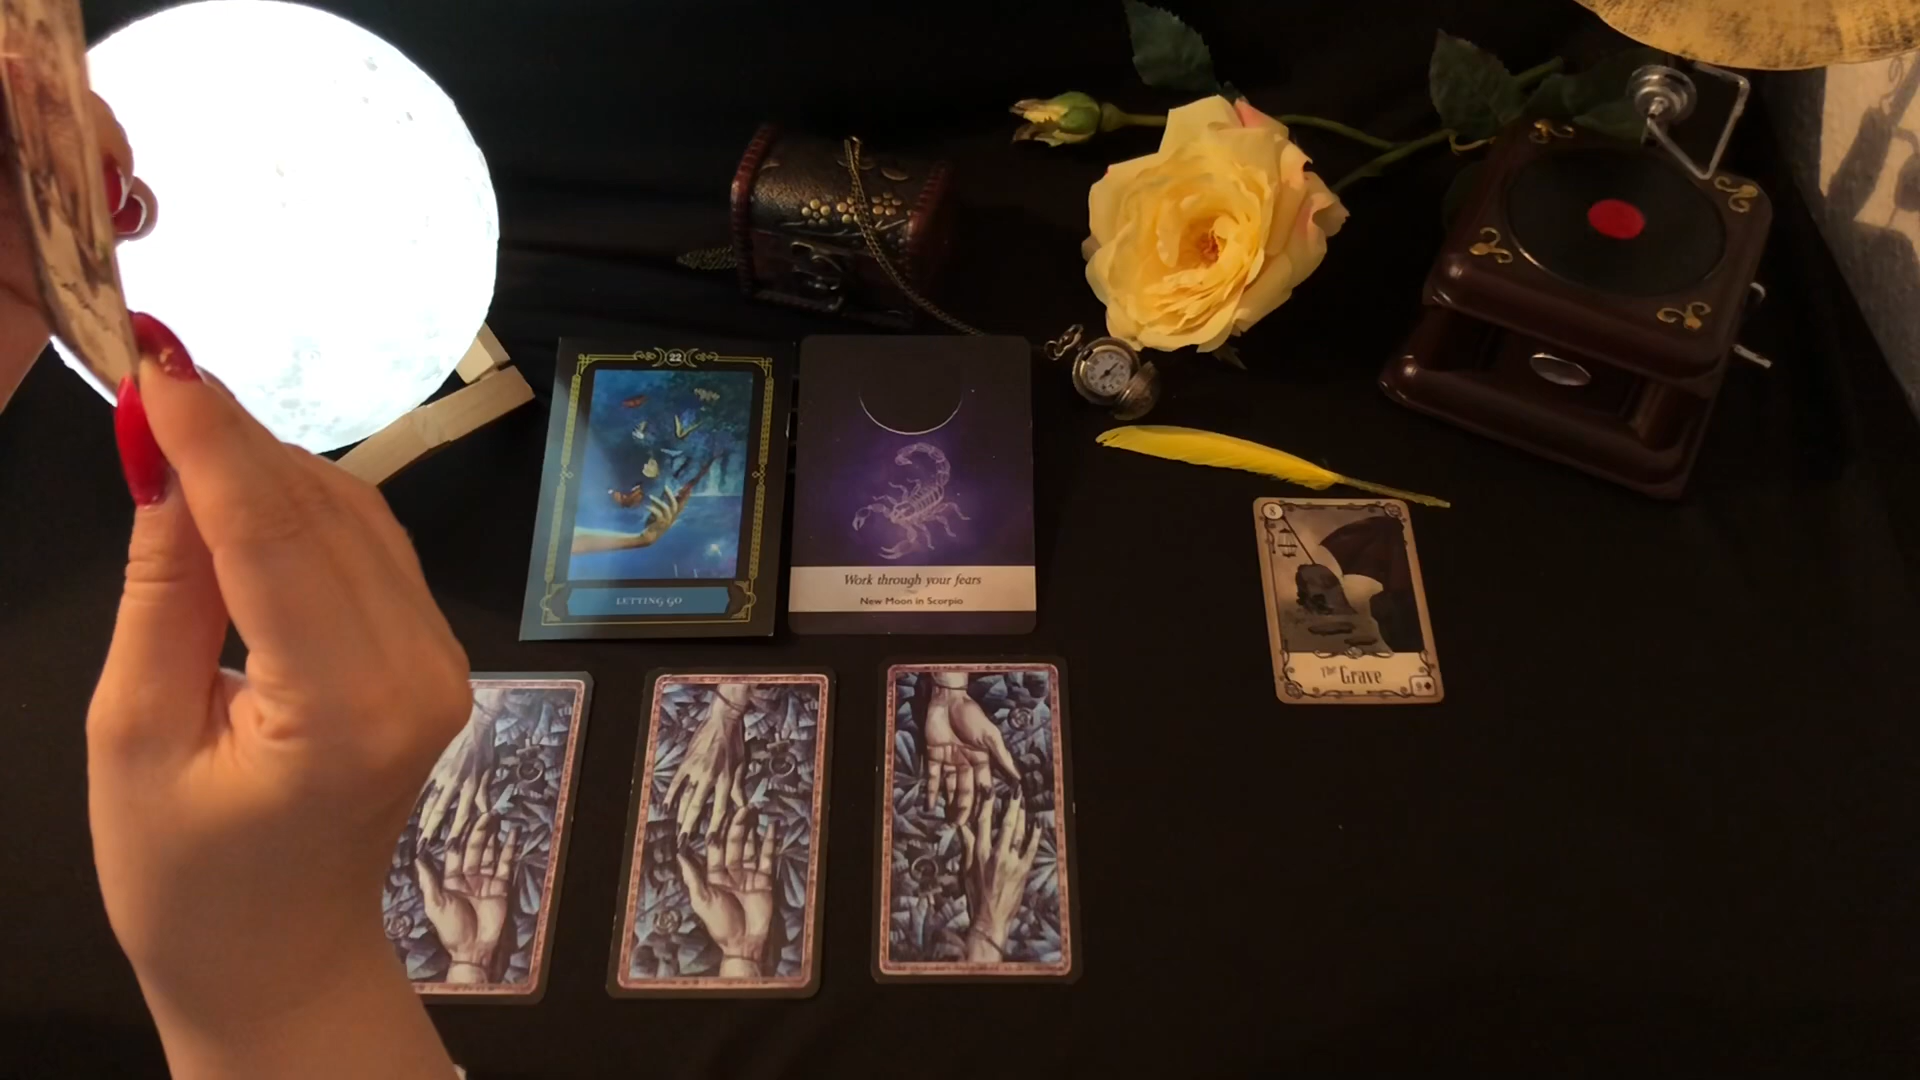 22
LETTING GO
Work through your fears
New Moon in Scorpio
8
The Grave